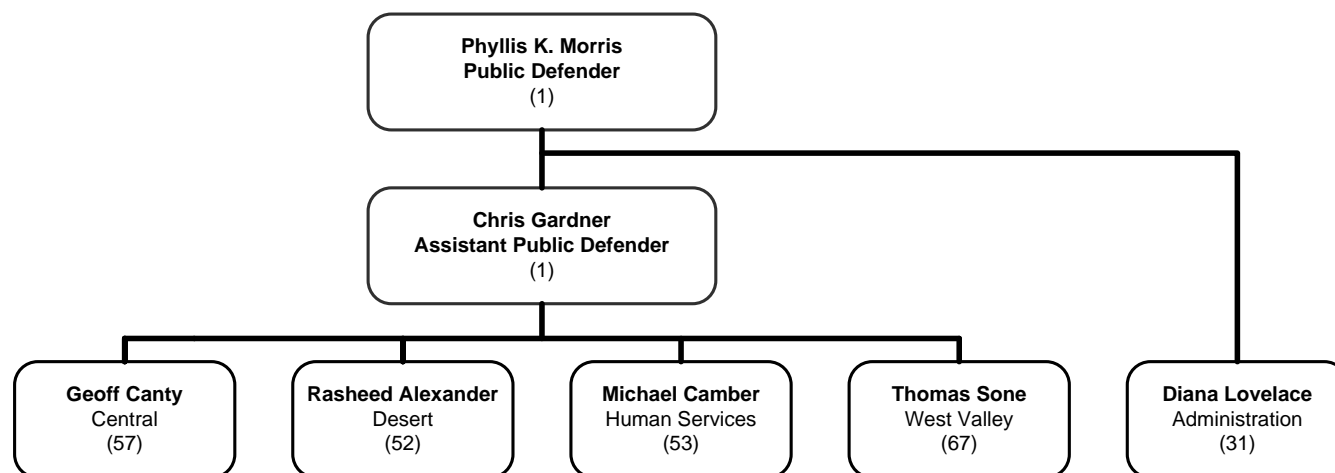 Phyllis K. Morris
Public Defender
(1)
Chris Gardner
Assistant Public Defender
(1)
Geoff Canty
Central
(57)
Rasheed Alexander
Desert
(52)
Michael Camber
Human Services
(53)
Thomas Sone
West Valley
(67)
Diana Lovelace
Administration
(31)